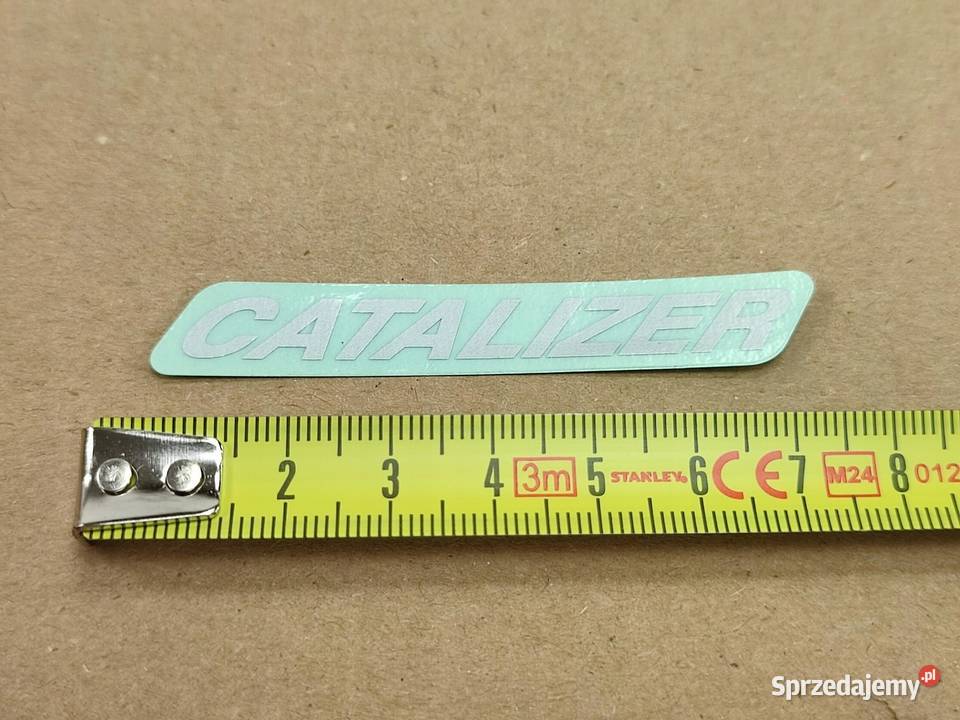 CATALIZER
2 3 4 3m 5 STANLEY® 6 CE 7 M24 8 012
Sprzedajemy.pl